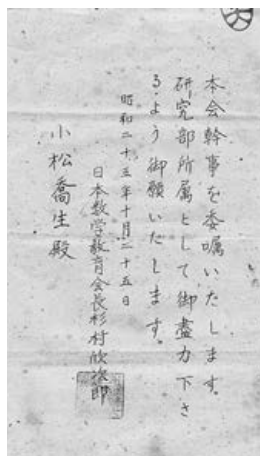 本会幹事を委嘱いたします。
研究部所属として御盡力下さ
るよう御願いたします。
昭和二十五年十月二十五日
日本数学教育会長杉村欣次郎
小松喬生殿